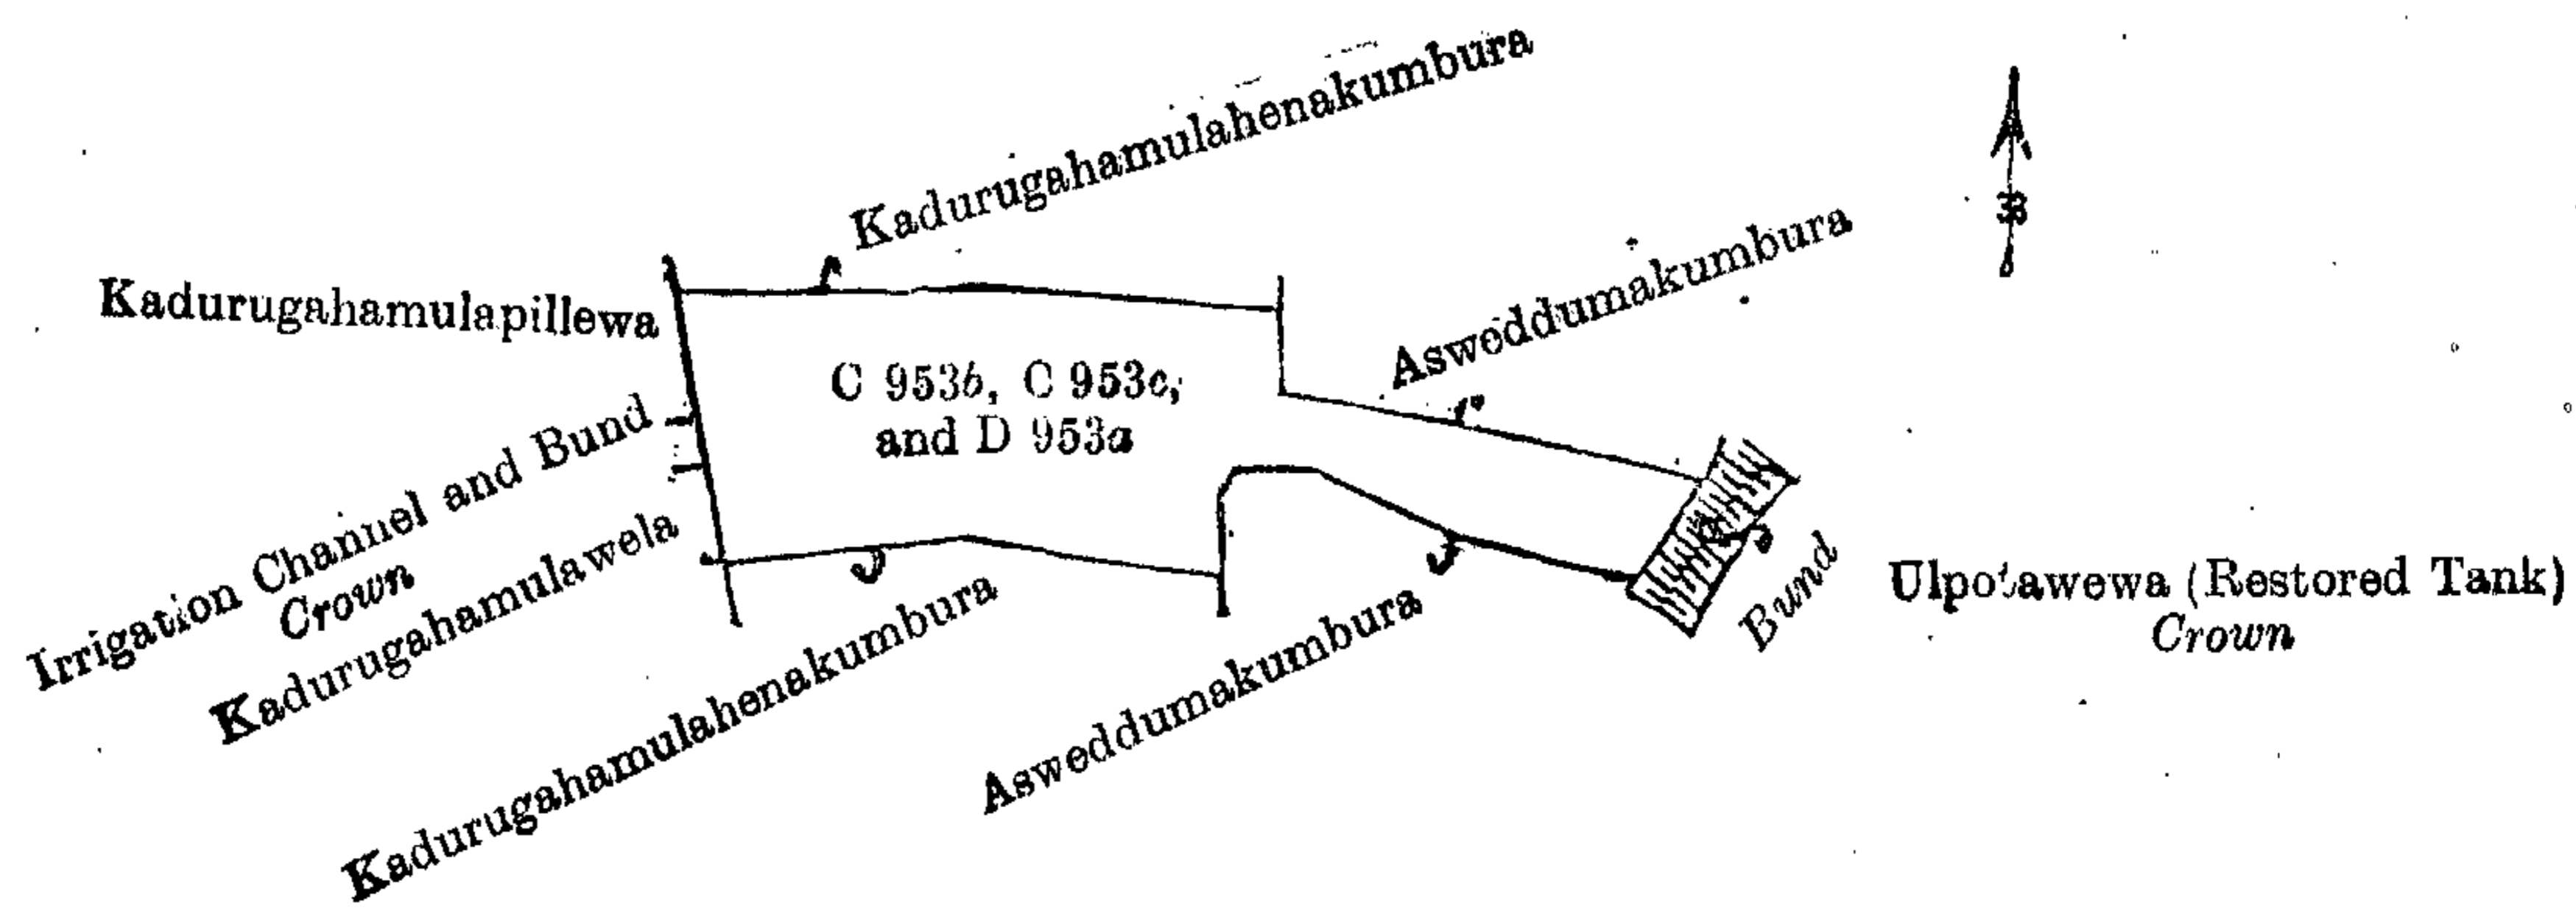 Kadurugahamulahenakumbura
Asweddumakumbura
Kadurugahamulapillewa
C 953b, C 953c,
and D 953a
Irrigation Channel and Bund
Crown
Kadurugahamulawela
Kadurugahamulahenakumbura
Asweddumakumbura
Bund
Ulpotawewa (Restored Tank)
Crown